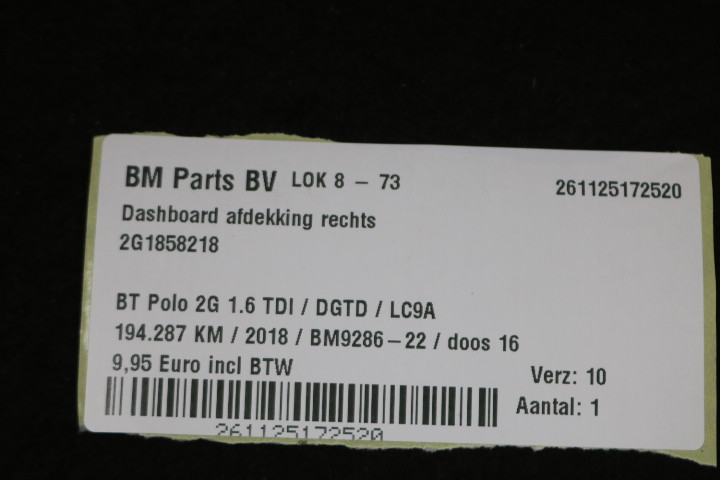 BM Parts BV LOK 8 - 73 261125172520
Dashboard afdekking rechts
2G1858218
BT Polo 2G 1.6 TDI / DGTD / LC9A
194.287 KM / 2018 / BM9286-22 / doos 16
9,95 Euro incl BTW
Verz: 10
Aantal: 1
261125172520